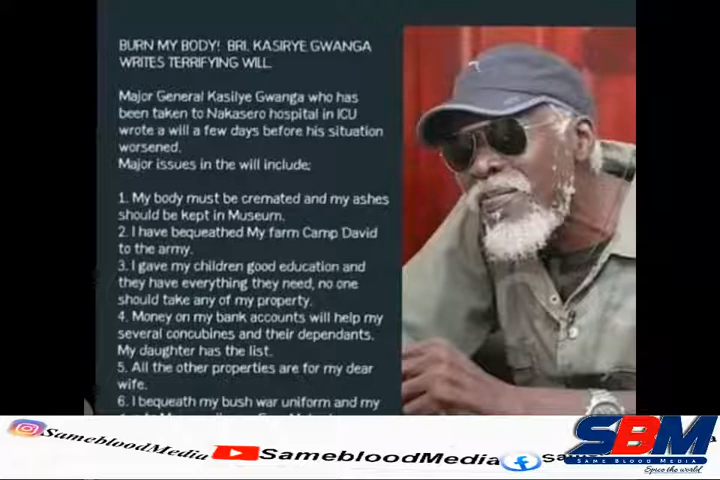 BURN MY BODY! BRI. KASIRYE GWANGA
WRITES TERRIFYING WILL.
Major General Kasilye Gwanga who has
been taken to Nakasero hospital in ICU
wrote a will a few days before his situation
worsened.
Major issues in the will include;
1. My body must be cremated and my ashes
should be kept in Museum.
2. I have bequeathed My farm Camp David
to the army.
3. I gave my children good education and
they have everything they need, no one
should take any of my property.
4. Money on my bank accounts will help my
several concubines and their dependants.
My daughter has the list.
5. All the other properties are for my dear
wife.
6. I bequeath my bush war uniform and my
SamebloodMedia
SamebloodMedia
SBM
SAME BLOOD MEDIA
Spice the world